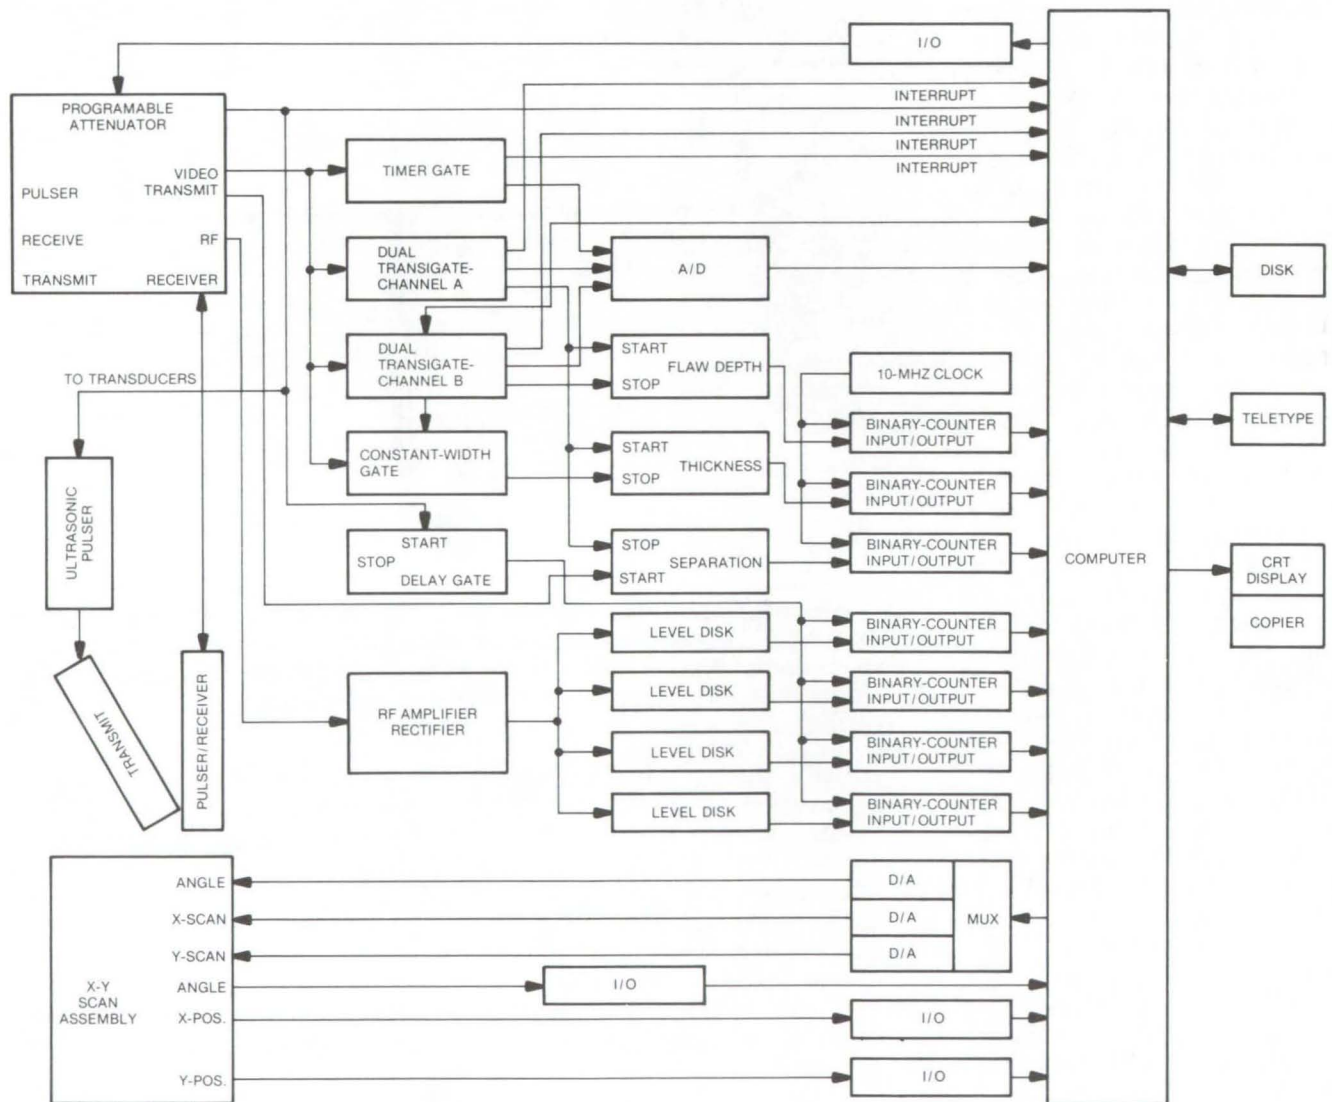 I/O
PROGRAMABLE
ATTENUATOR
VIDEO
TRANSMIT
PULSER
RECEIVE
RF
TRANSMIT
RECEIVER
INTERRUPT
INTERRUPT
INTERRUPT
INTERRUPT
TIMER GATE
DUAL
TRANSIGATE-
CHANNEL A
A/D
DUAL
TRANSIGATE-
CHANNEL B
START
FLAW DEPTH
STOP
10-MHZ CLOCK
TO TRANSDUCERS
BINARY-COUNTER
INPUT/OUTPUT
CONSTANT-WIDTH
GATE
START
THICKNESS
STOP
BINARY-COUNTER
INPUT/OUTPUT
ULTRASONIC
PULSER
START
STOP
DELAY GATE
STOP
SEPARATION
START
BINARY-COUNTER
INPUT/OUTPUT
COMPUTER
DISK
TELETYPE
CRT
DISPLAY
COPIER
LEVEL DISK
BINARY-COUNTER
INPUT/OUTPUT
LEVEL DISK
BINARY-COUNTER
INPUT/OUTPUT
LEVEL DISK
BINARY-COUNTER
INPUT/OUTPUT
LEVEL DISK
BINARY-COUNTER
INPUT/OUTPUT
TRANSMIT
PULSER/RECEIVER
RF AMPLIFIER
RECTIFIER
X-Y
SCAN
ASSEMBLY
ANGLE
X-SCAN
Y-SCAN
ANGLE
X-POS.
Y-POS.
D/A
D/A
D/A
MUX
I/O
I/O
I/O